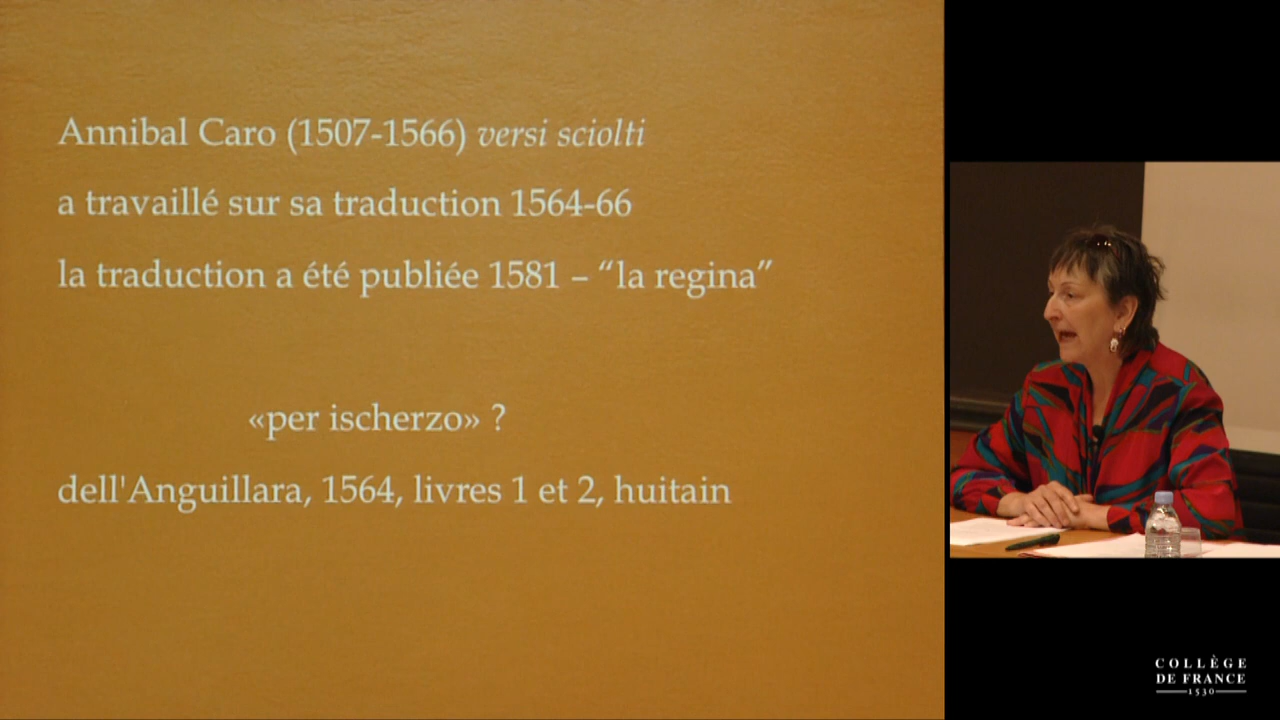 Annibal Caro (1507-1566) versi sciolti
a travaillé sur sa traduction 1564-66
la traduction a été publiée 1581 – “la regina”
«per ischerzo» ?
dell'Anguillara, 1564, livres 1 et 2, huitain
COLLÈGE
DE FRANCE
1530